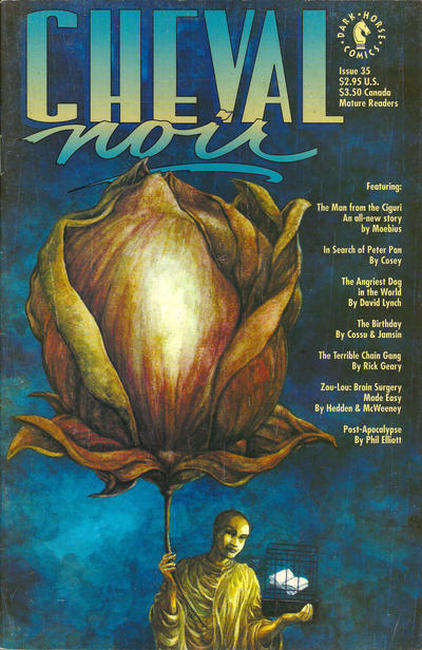 CHEVAL
noir
DARK HORSE COMICS
Issue 35
$2.95 U.S.
$3.50 Canada
Mature Readers
Featuring:
The Man from the Ciguri
An all-new story
by Moebius
In Search of Peter Pan
By Cosey
The Angriest Dog
in the World
By David Lynch
The Birthday
By Cossu & Jamsin
The Terrible Chain Gang
By Rick Geary
Zou-Lou: Brain Surgery
Made Easy
By Hedden & McWeeney
Post-Apocalypse
By Phil Elliott